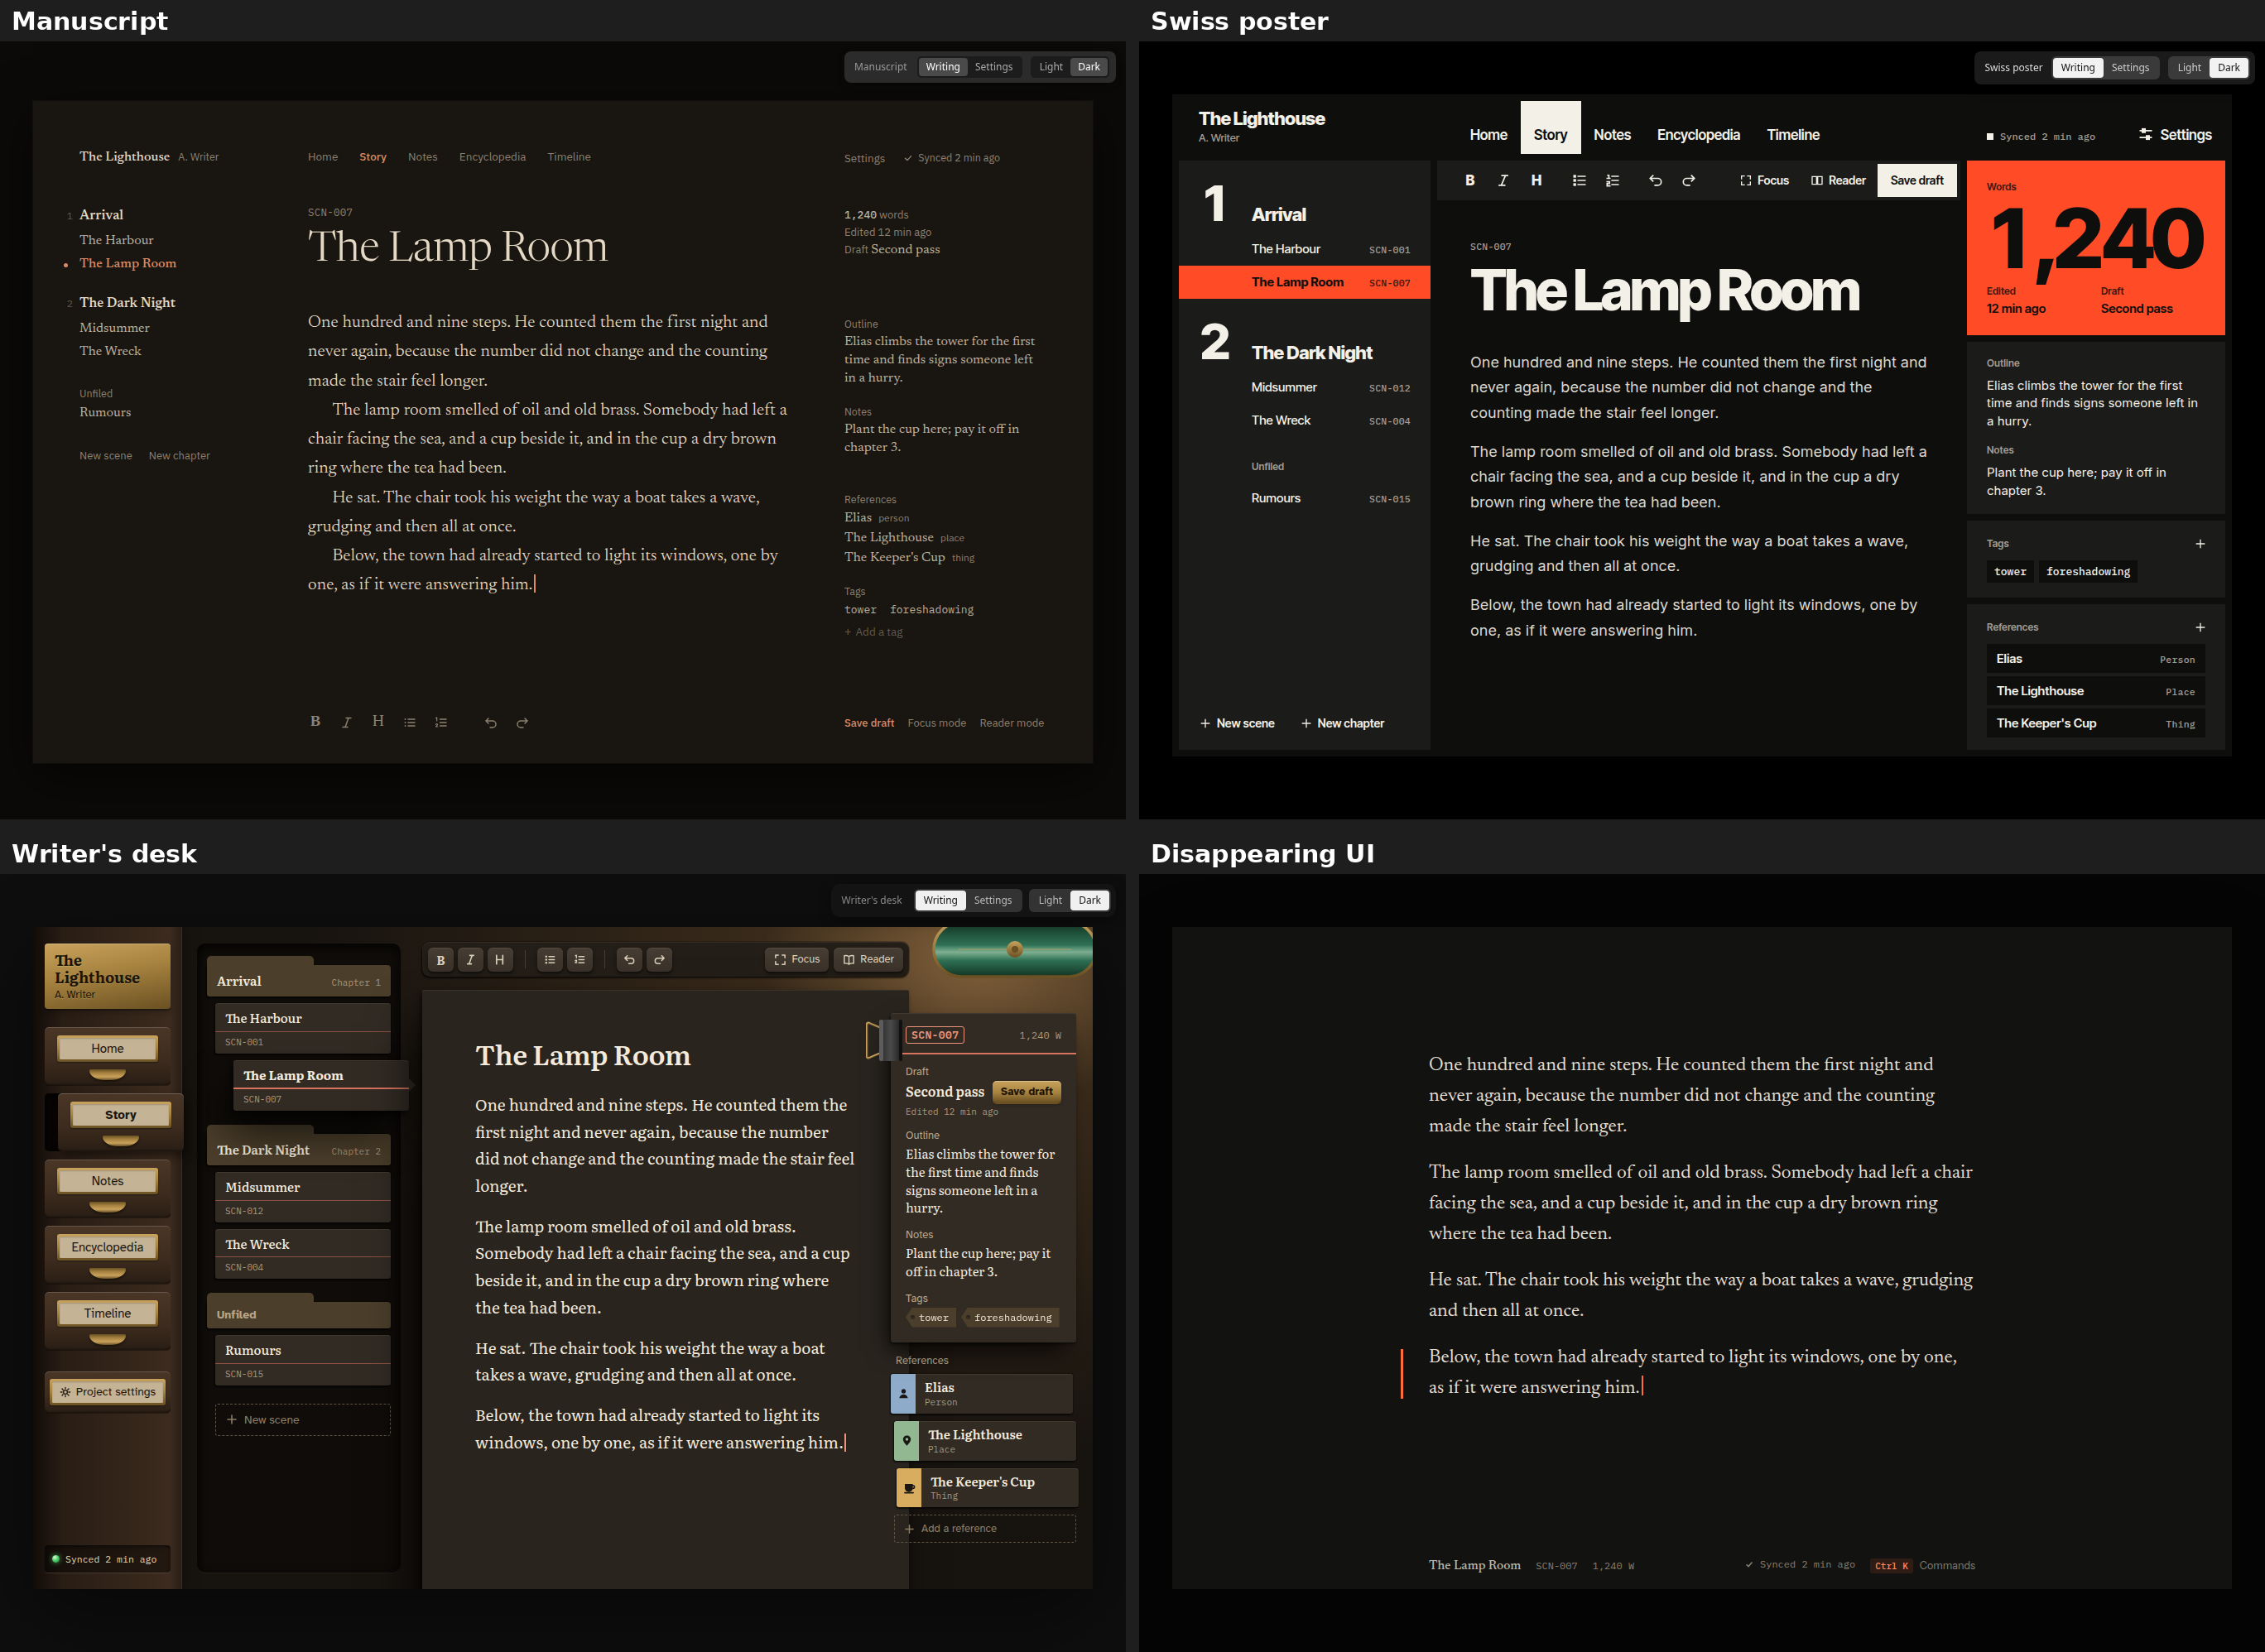 Manuscript
Manuscript Writing Settings Light Dark
The Lighthouse A. Writer
Home Story Notes Encyclopedia Timeline
Settings ✓ Synced 2 min ago
1 Arrival
The Harbour
The Lamp Room
2 The Dark Night
Midsummer
The Wreck
Unfiled
Rumours
New scene New chapter
SCN-007
The Lamp Room
One hundred and nine steps. He counted them the first night and
never again, because the number did not change and the counting
made the stair feel longer.
The lamp room smelled of oil and old brass. Somebody had left a
chair facing the sea, and a cup beside it, and in the cup a dry brown
ring where the tea had been.
He sat. The chair took his weight the way a boat takes a wave,
grudging and then all at once.
Below, the town had already started to light its windows, one by
one, as if it were answering him.
B I H
1,240 words
Edited 12 min ago
Draft Second pass
Outline
Elias climbs the tower for the first
time and finds signs someone left
in a hurry.
Notes
Plant the cup here; pay it off in
chapter 3.
References
Elias person
The Lighthouse place
The Keeper's Cup thing
Tags
tower foreshadowing
+ Add a tag
Save draft Focus mode Reader mode
Swiss poster
Swiss poster Writing Settings Light Dark
The Lighthouse
A. Writer
Home Story Notes Encyclopedia Timeline
Synced 2 min ago Settings
1 Arrival
The Harbour SCN-001
The Lamp Room SCN-007
2 The Dark Night
Midsummer SCN-012
The Wreck SCN-004
Unfiled
Rumours SCN-015
+ New scene + New chapter
B I H Focus Reader Save draft
SCN-007
The Lamp Room
One hundred and nine steps. He counted them the first night and
never again, because the number did not change and the
counting made the stair feel longer.
The lamp room smelled of oil and old brass. Somebody had left a
chair facing the sea, and a cup beside it, and in the cup a dry
brown ring where the tea had been.
He sat. The chair took his weight the way a boat takes a wave,
grudging and then all at once.
Below, the town had already started to light its windows, one by
one, as if it were answering him.
Words
1,240
Edited Draft
12 min ago Second pass
Outline
Elias climbs the tower for the first
time and finds signs someone left in
a hurry.
Notes
Plant the cup here; pay it off in
chapter 3.
Tags +
tower foreshadowing
References +
Elias Person
The Lighthouse Place
The Keeper's Cup Thing
Writer's desk
Writer's desk Writing Settings Light Dark
The
Lighthouse
A. Writer
Home
Story
Notes
Encyclopedia
Timeline
Project settings
Synced 2 min ago
Arrival Chapter 1
The Harbour
SCN-001
The Lamp Room
SCN-007
The Dark Night Chapter 2
Midsummer
SCN-012
The Wreck
SCN-004
Unfiled
Rumours
SCN-015
+ New scene
B I H Focus Reader
The Lamp Room
One hundred and nine steps. He counted them the
first night and never again, because the number
did not change and the counting made the stair feel
longer.
The lamp room smelled of oil and old brass.
Somebody had left a chair facing the sea, and a cup
beside it, and in the cup a dry brown ring where
the tea had been.
He sat. The chair took his weight the way a boat
takes a wave, grudging and then all at once.
Below, the town had already started to light its
windows, one by one, as if it were answering him.
SCN-007 1,240 W
Draft
Second pass Save draft
Edited 12 min ago
Outline
Elias climbs the tower for
the first time and finds
signs someone left in a
hurry.
Notes
Plant the cup here; pay it
off in chapter 3.
Tags
tower foreshadowing
References
Elias
Person
The Lighthouse
Place
The Keeper's Cup
Thing
+ Add a reference
Disappearing UI
One hundred and nine steps. He counted them the first night and
never again, because the number did not change and the counting
made the stair feel longer.
The lamp room smelled of oil and old brass. Somebody had left a chair
facing the sea, and a cup beside it, and in the cup a dry brown ring
where the tea had been.
He sat. The chair took his weight the way a boat takes a wave, grudging
and then all at once.
Below, the town had already started to light its windows, one by one,
as if it were answering him.
The Lamp Room SCN-007 1,240 W ✓ Synced 2 min ago Ctrl K Commands